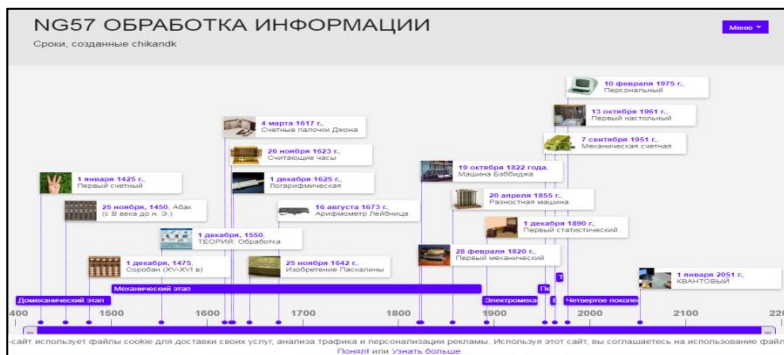 NG57 ОБРАБОТКА ИНФОРМАЦИИ
Сроки, созданные chikandk
Меню
10 февраля 1975 г.,
Персональный
4 марта 1617 г.,
Счетные палочки Джона
13 октября 1961 г.,
Первый настольный
26 ноября 1623 г.,
Считающие часы
7 сентября 1951 г.,
Механическая счетная
1 января 1425 г.,
Первый счетный
1 декабря 1625 г.,
Логарифмическая
19 октября 1822 года,
Машина Бэббиджа
25 ноября, 1450, Абак
(с В века до н. Э.)
16 августа 1673 г.,
Арифмометр Лейбница
20 апреля 1855 г.,
Разностная машина
1 декабря, 1550,
ТЕОРИЯ: Обработка
1 декабря 1890 г.,
Первый статистический
1 декабря, 1475,
Соробан (XV-XVI в)
25 ноября 1642 г.,
Изобретение Паскалины
28 февраля 1820 г.,
Первый механический
1 января 2051 г.,
КВАНТОВЫЙ
Механический этап
Пе
Домеханический этап
Электромеха
Четвертое поколе
400 1500 1600 1700 1800 1900 2000 2100 22
-сайт использует файлы cookie для доставки своих услуг, анализа трафика и персонализации рекламы. Используя этот сайт, вы соглашаетесь на использование файл
Понял! или Узнать больше